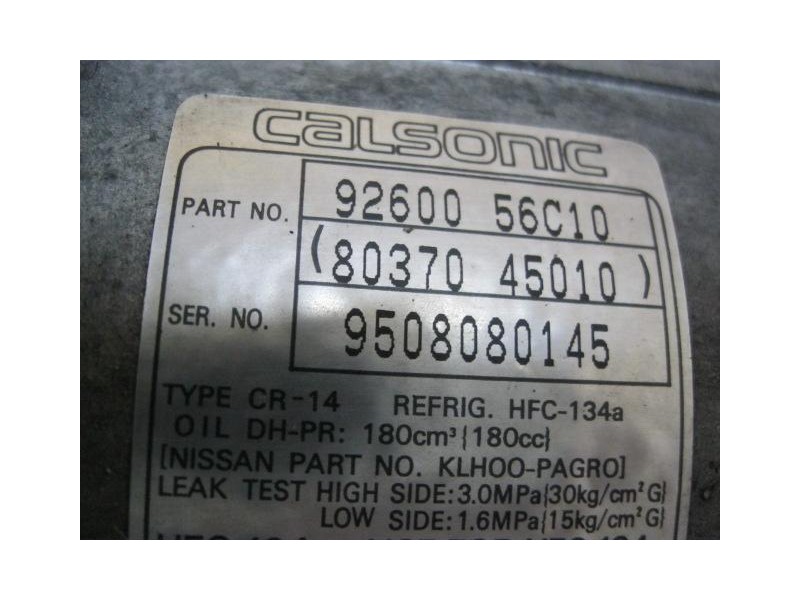 CALSONIC
PART NO. 92600 56C10
(80370 45010)
SER. NO. 9508080145
TYPE CR-14 REFRIG. HFC-134a
OIL DH-PR: 180cm³{180cc}
[NISSAN PART NO. KLHOO-PAGRO]
LEAK TEST HIGH SIDE:3.0MPa{30kg/cm²G}
LOW SIDE:1.6MPa{15kg/cm²G}